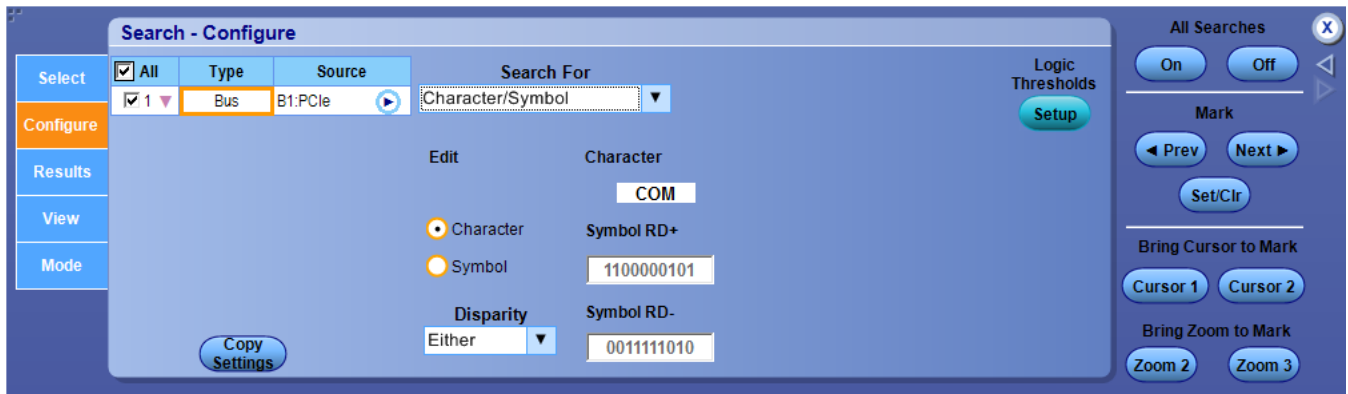 Search - Configure
All Searches
X
Select
Configure
Results
View
Mode
All
Type
Source
1
Bus
B1:PCIe
Search For
Character/Symbol
Logic
Thresholds
Setup
Edit
Character
COM
Character
Symbol
Symbol RD+
1100000101
Disparity
Either
Symbol RD-
0011111010
Copy
Settings
On
Off
Mark
Prev
Next
Set/Clr
Bring Cursor to Mark
Cursor 1
Cursor 2
Bring Zoom to Mark
Zoom 2
Zoom 3